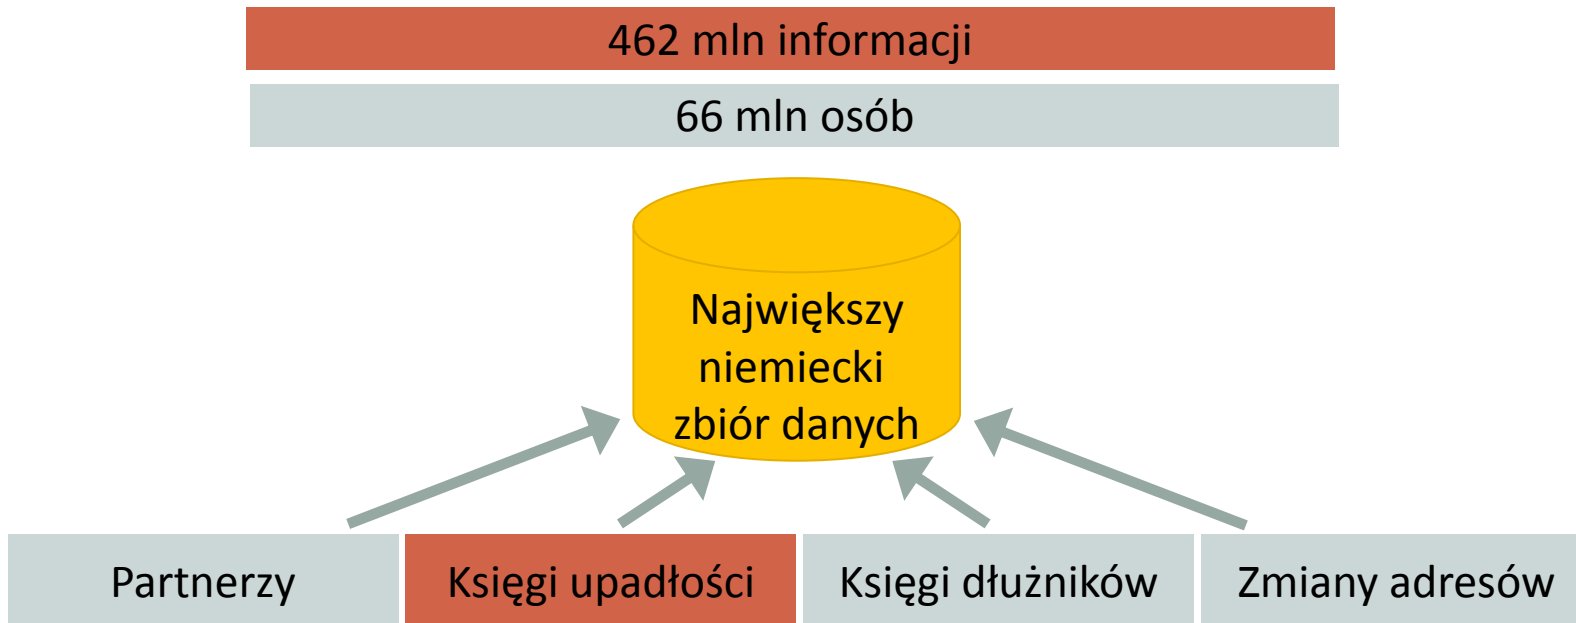 462 mln informacji
66 mln osób
Największy
niemiecki
zbiór danych
Partnerzy
Księgi upadłości
Księgi dłużników
Zmiany adresów